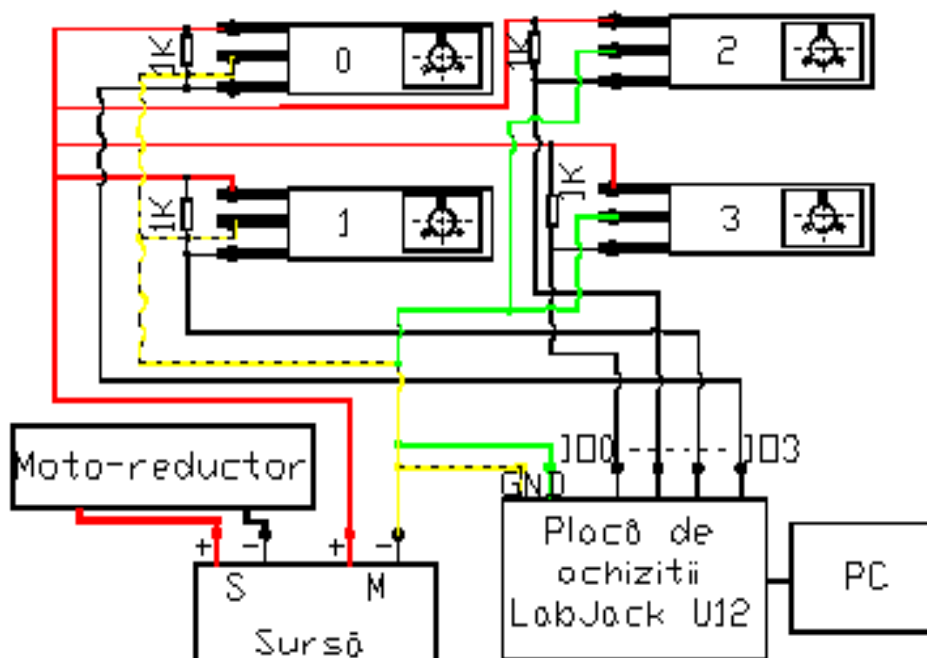 1K
0
1K
2
1K
1
1K
3
Moto-reductor
IO0
IO3
GND
+ - + -
S M
Sursă
Placă de
achizitii
LabJack U12
PC